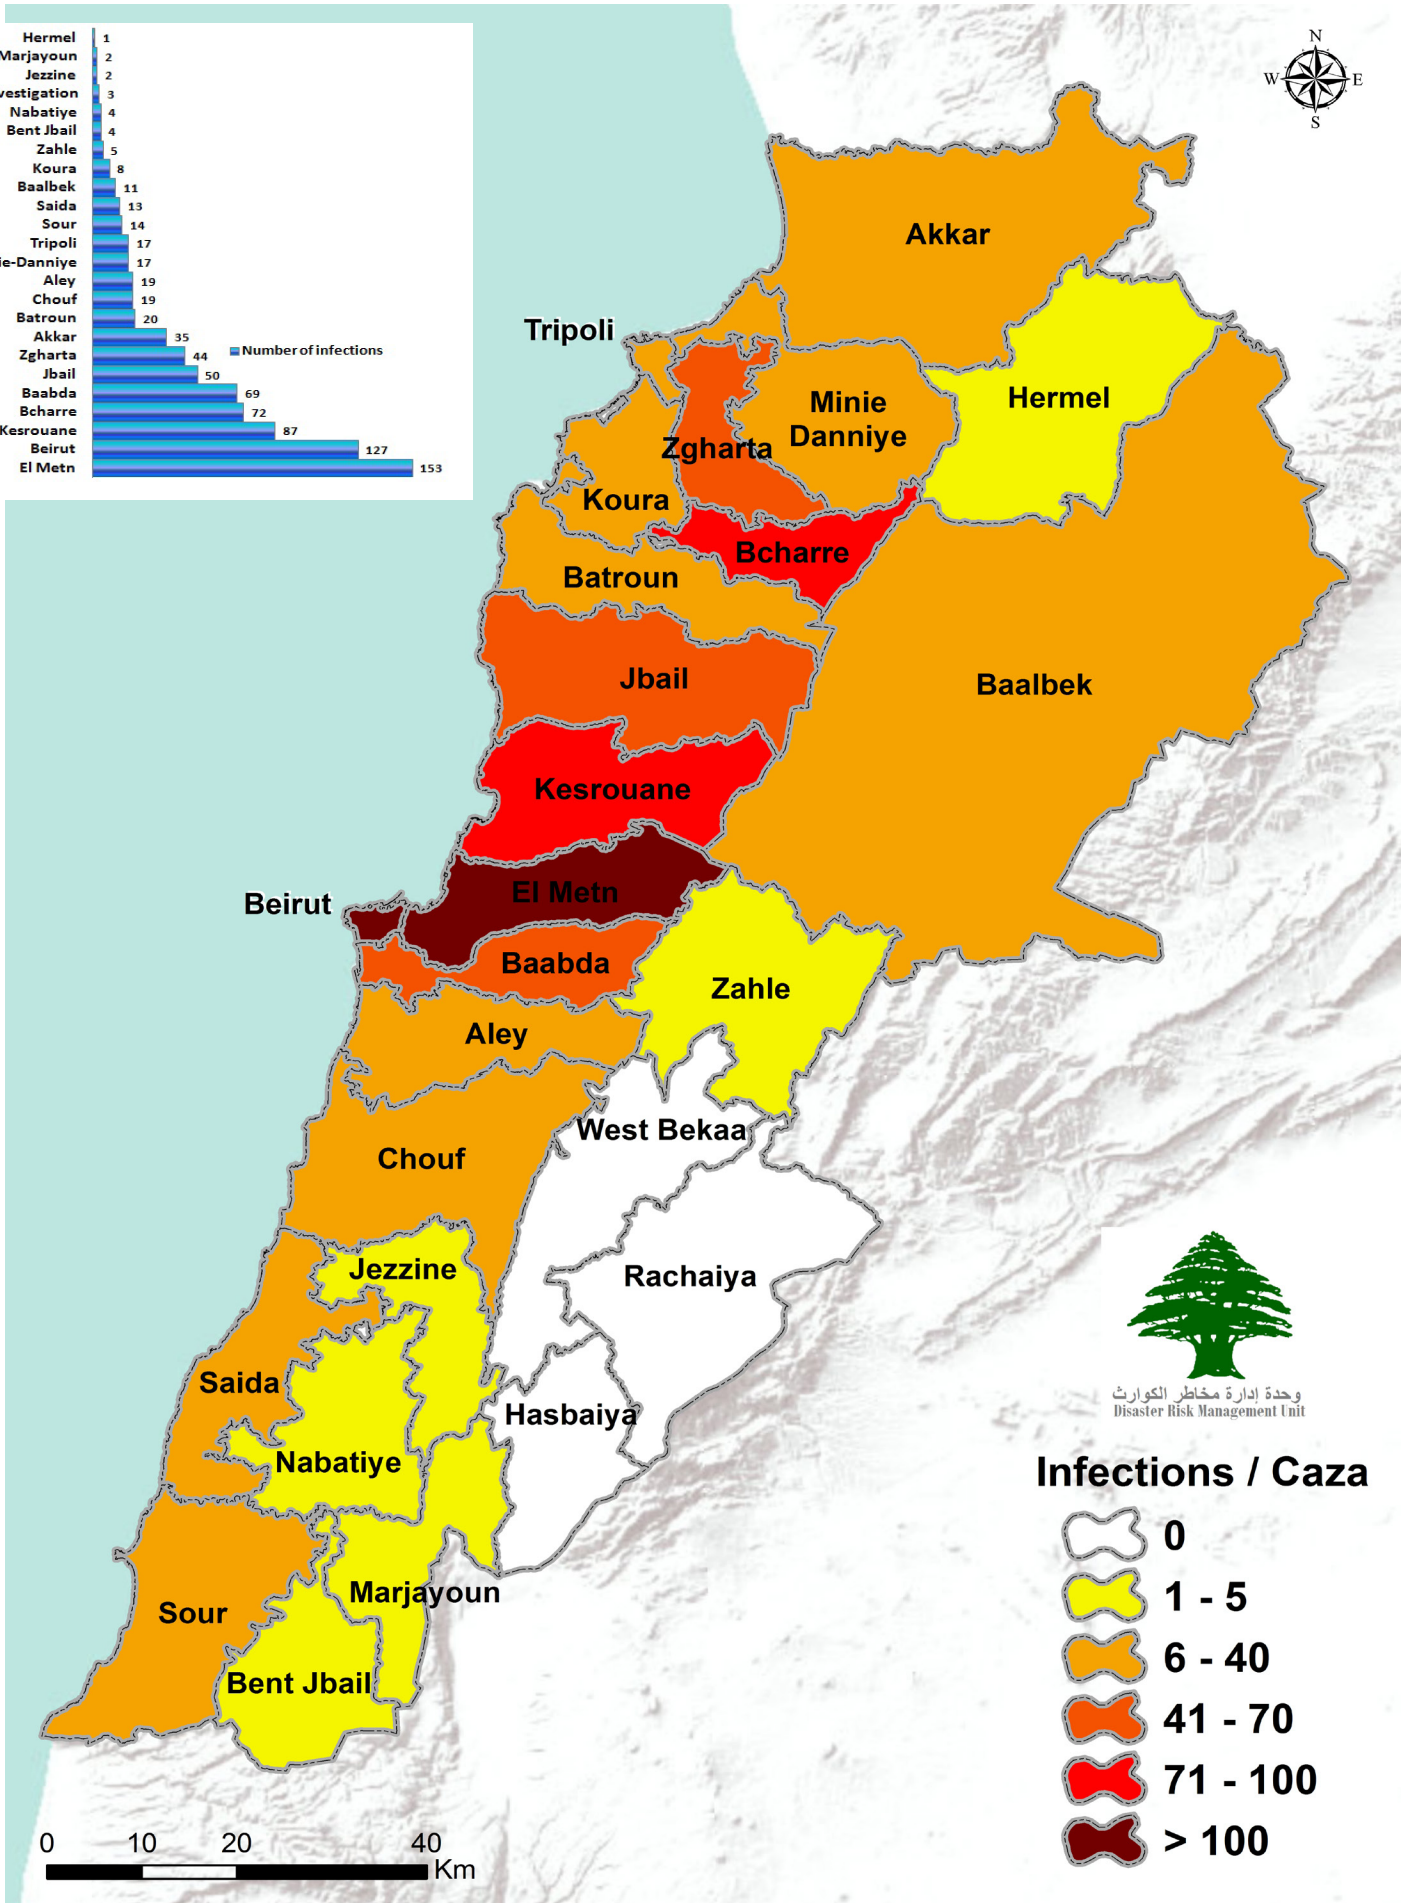 Hermel 1
Marjayoun 2
Jezzine 2
vestigation 3
Nabatiye 4
Bent Jbail 4
Zahle 5
Koura 8
Baalbek 11
Saida 13
Sour 14
Tripoli 17
ie-Danniye 17
Aley 19
Chouf 19
Batroun 20
Akkar 35
Zgharta 44
Jbail 50
Baabda 69
Bcharre 72
Kesrouane 87
Beirut 127
El Metn 153
Number of infections
N
W E
S
Akkar
Tripoli
Hermel
Minie
Danniye
Zgharta
Koura
Bcharre
Batroun
Jbail
Baalbek
Kesrouane
El Metn
Beirut
Baabda
Zahle
Aley
West Bekaa
Chouf
Jezzine
Rachaiya
Saida
Hasbaiya
Nabatiye
Marjayoun
Sour
Bent Jbail
وحدة إدارة مخاطر الكوارث
Disaster Risk Management Unit
Infections / Caza
0
1 - 5
6 - 40
41 - 70
71 - 100
> 100
0 10 20 40
Km